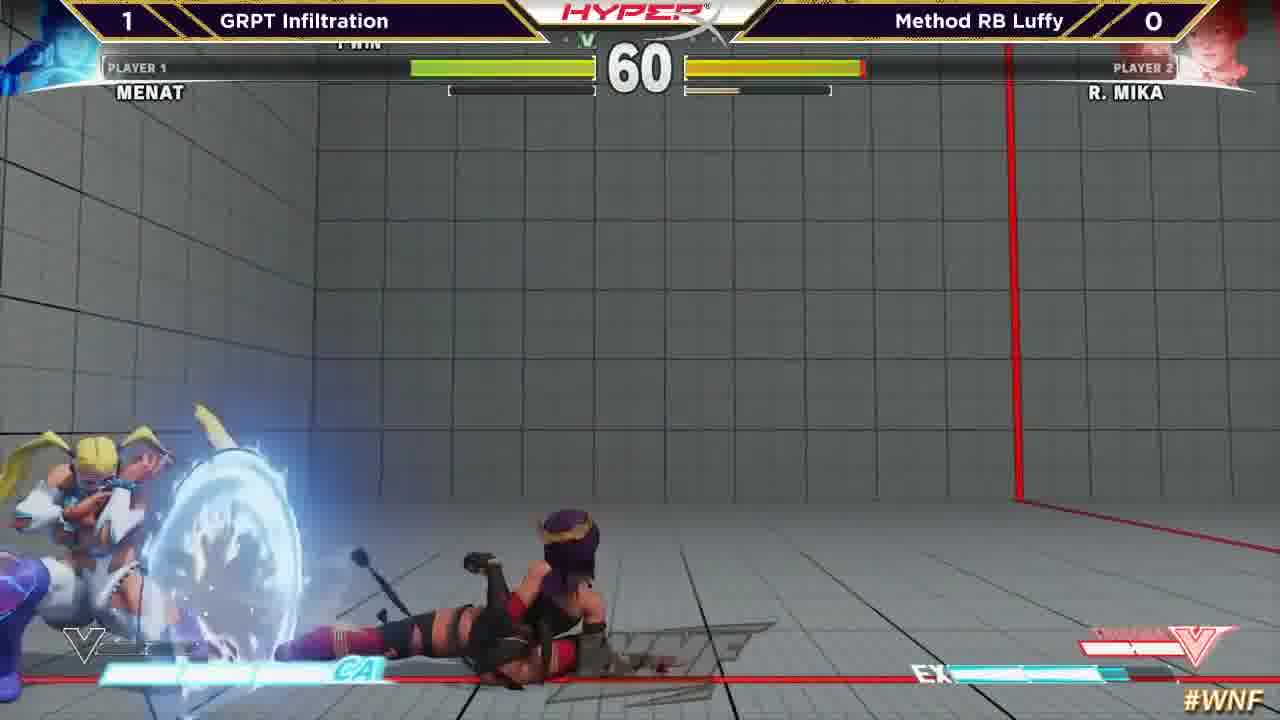 1 GRPT Infiltration HYPERX Method RB Luffy 0
1 WIN
PLAYER 1 60 PLAYER 2
MENAT R. MIKA
V CA EX V
#WNF